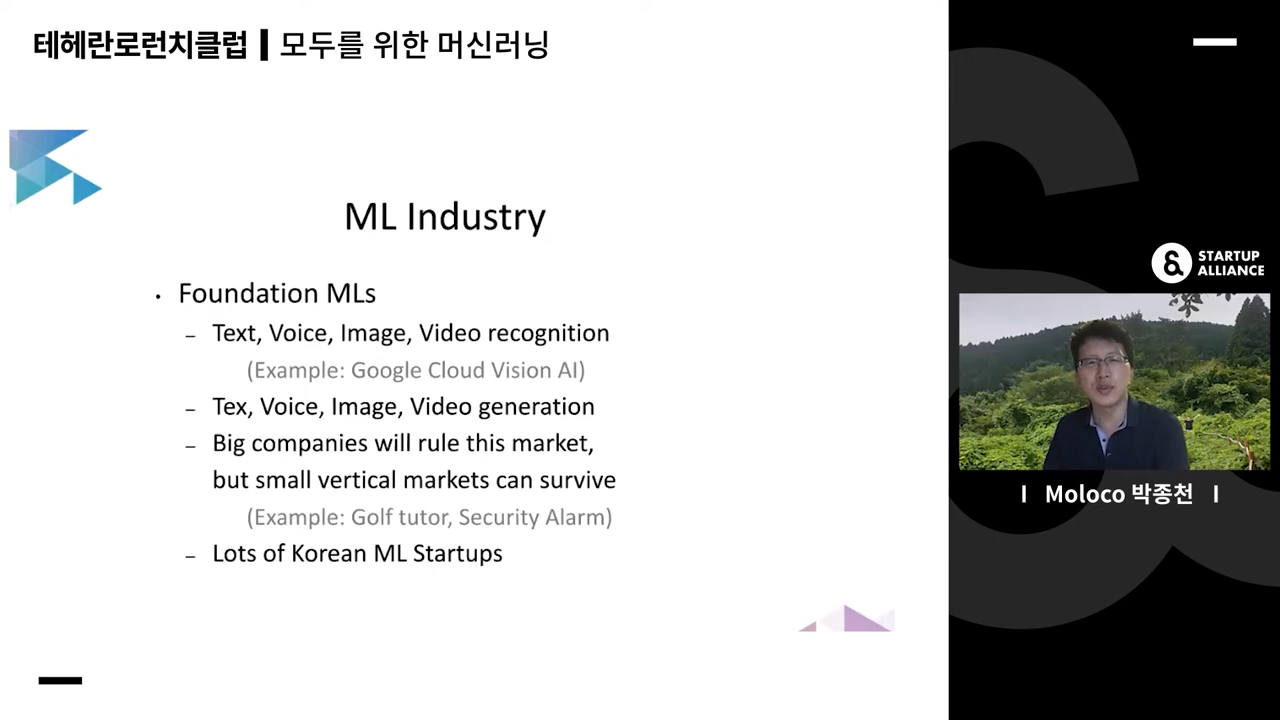 테헤란로런치클럽 | 모두를 위한 머신러닝
ML Industry
• Foundation MLs
– Text, Voice, Image, Video recognition
(Example: Google Cloud Vision AI)
– Tex, Voice, Image, Video generation
– Big companies will rule this market,
but small vertical markets can survive
(Example: Golf tutor, Security Alarm)
– Lots of Korean ML Startups
STARTUP
ALLIANCE
| Moloco 박종천 |